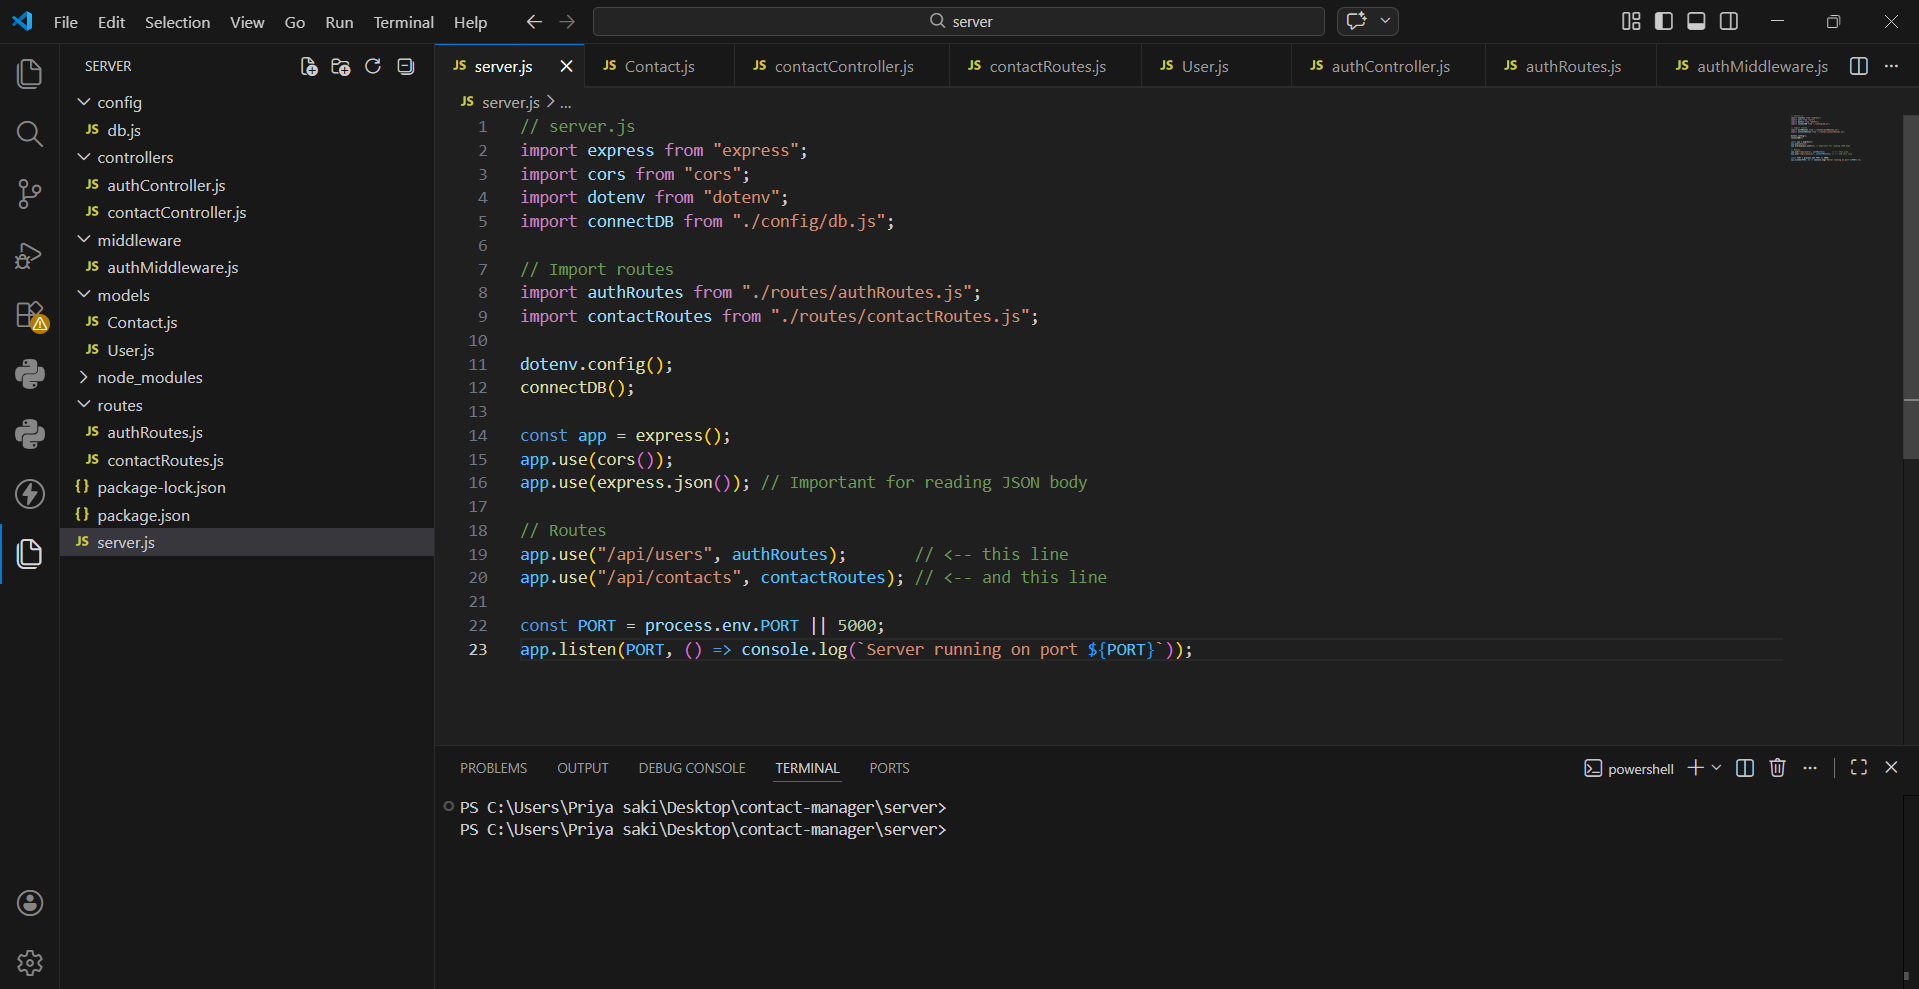 File Edit Selection View Go Run Terminal Help
server
SERVER
config
JS db.js
controllers
JS authController.js
JS contactController.js
middleware
JS authMiddleware.js
models
JS Contact.js
JS User.js
node_modules
routes
JS authRoutes.js
JS contactRoutes.js
{} package-lock.json
{} package.json
JS server.js
JS server.js JS Contact.js JS contactController.js JS contactRoutes.js JS User.js JS authController.js JS authRoutes.js JS authMiddleware.js
JS server.js > ...
1 // server.js
2 import express from "express";
3 import cors from "cors";
4 import dotenv from "dotenv";
5 import connectDB from "./config/db.js";
6
7 // Import routes
8 import authRoutes from "./routes/authRoutes.js";
9 import contactRoutes from "./routes/contactRoutes.js";
10
11 dotenv.config();
12 connectDB();
13
14 const app = express();
15 app.use(cors());
16 app.use(express.json()); // Important for reading JSON body
17
18 // Routes
19 app.use("/api/users", authRoutes);       // <-- this line
20 app.use("/api/contacts", contactRoutes); // <-- and this line
21
22 const PORT = process.env.PORT || 5000;
23 app.listen(PORT, () => console.log(`Server running on port ${PORT}`));
PROBLEMS OUTPUT DEBUG CONSOLE TERMINAL PORTS
powershell
PS C:\Users\Priya saki\Desktop\contact-manager\server>
PS C:\Users\Priya saki\Desktop\contact-manager\server>